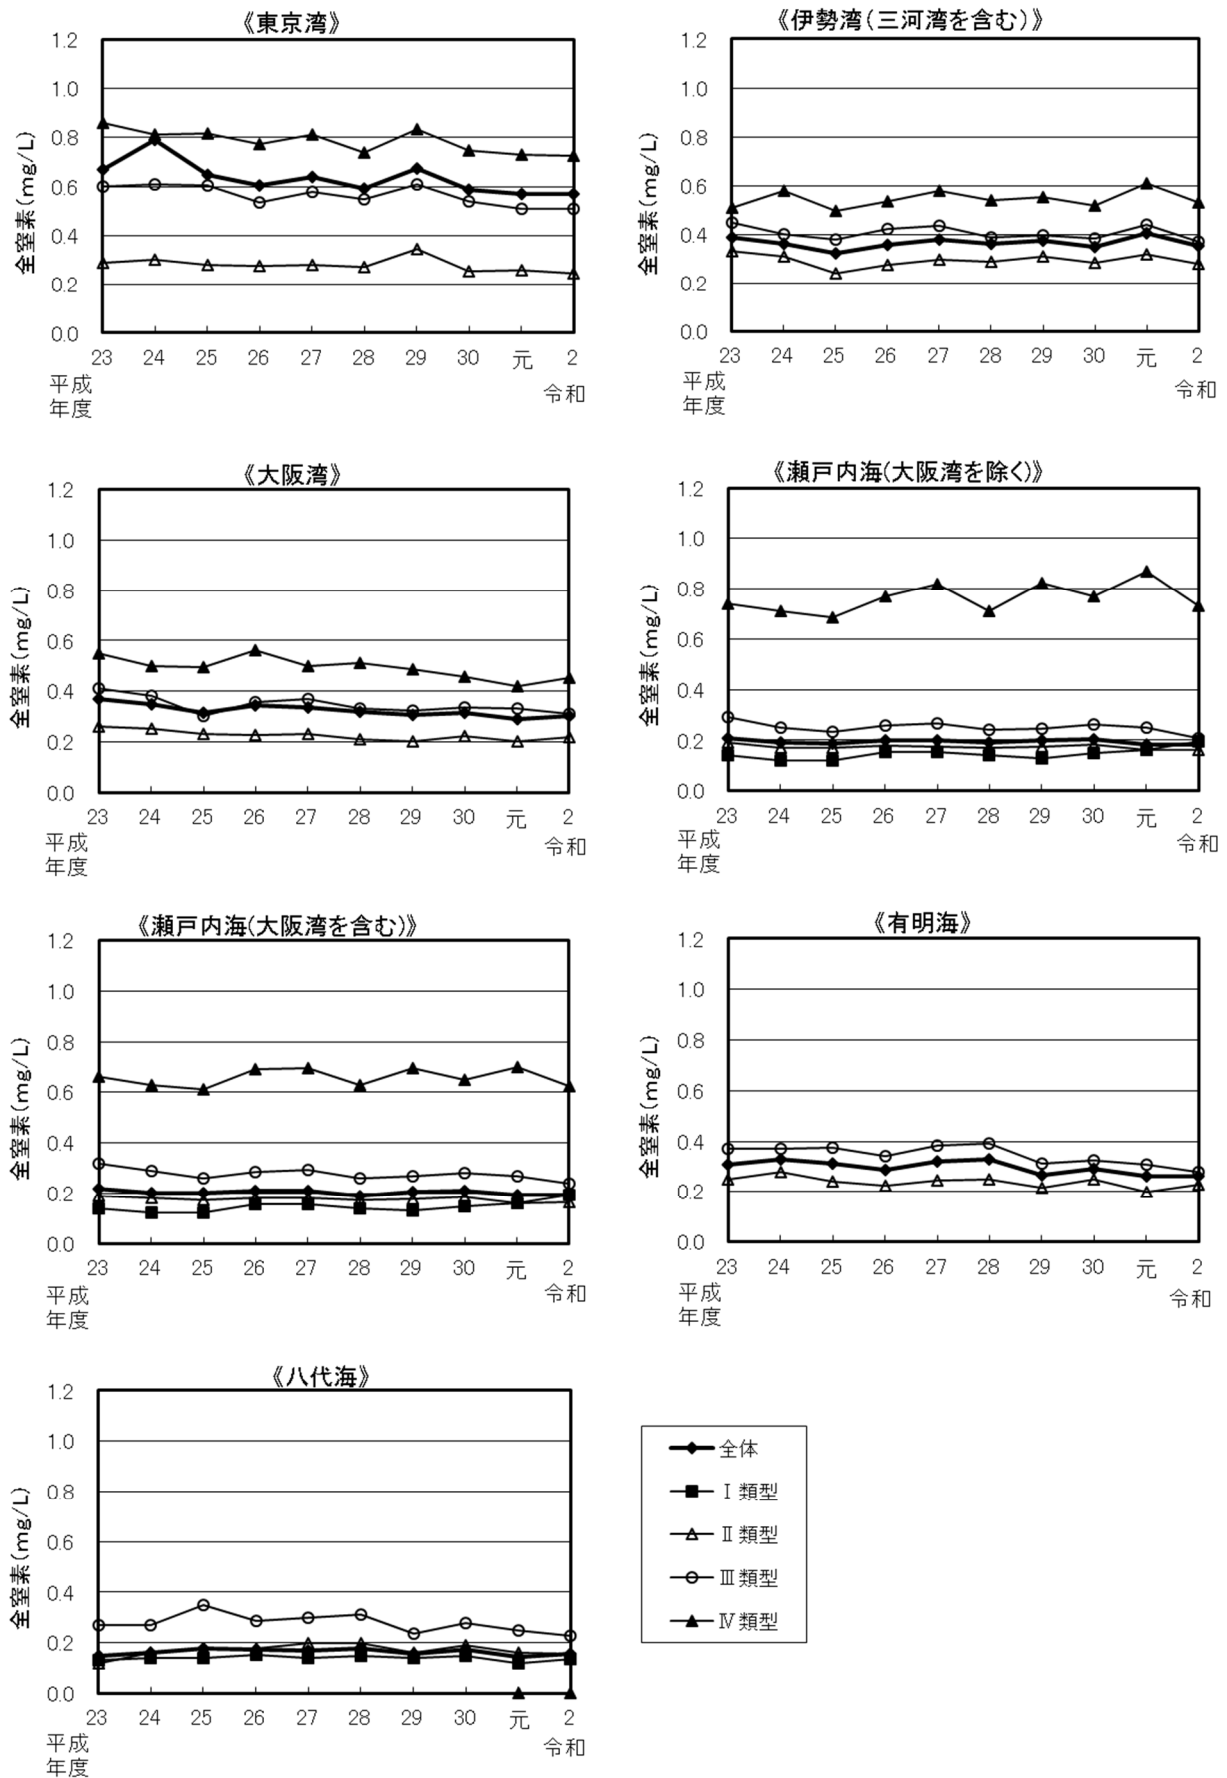 《東京湾》
全窒素(mg/L)
1.2
1.0
0.8
0.6
0.4
0.2
0.0
23 24 25 26 27 28 29 30 元 2
平成
年度
令和
《伊勢湾(三河湾を含む)》
全窒素(mg/L)
1.2
1.0
0.8
0.6
0.4
0.2
0.0
23 24 25 26 27 28 29 30 元 2
平成
年度
令和
《大阪湾》
全窒素(mg/L)
1.2
1.0
0.8
0.6
0.4
0.2
0.0
23 24 25 26 27 28 29 30 元 2
平成
年度
令和
《瀬戸内海(大阪湾を除く)》
全窒素(mg/L)
1.2
1.0
0.8
0.6
0.4
0.2
0.0
23 24 25 26 27 28 29 30 元 2
平成
年度
令和
《瀬戸内海(大阪湾を含む)》
全窒素(mg/L)
1.2
1.0
0.8
0.6
0.4
0.2
0.0
23 24 25 26 27 28 29 30 元 2
平成
年度
令和
《有明海》
全窒素(mg/L)
1.2
1.0
0.8
0.6
0.4
0.2
0.0
23 24 25 26 27 28 29 30 元 2
平成
年度
令和
《八代海》
全窒素(mg/L)
1.2
1.0
0.8
0.6
0.4
0.2
0.0
23 24 25 26 27 28 29 30 元 2
平成
年度
令和
全体
Ⅰ類型
Ⅱ類型
Ⅲ類型
Ⅳ類型